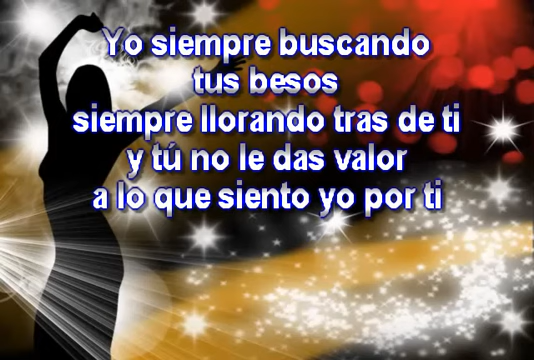 Yo siempre buscando
tus besos
siempre llorando tras de ti
y tú no le das valor
a lo que siento yo por ti